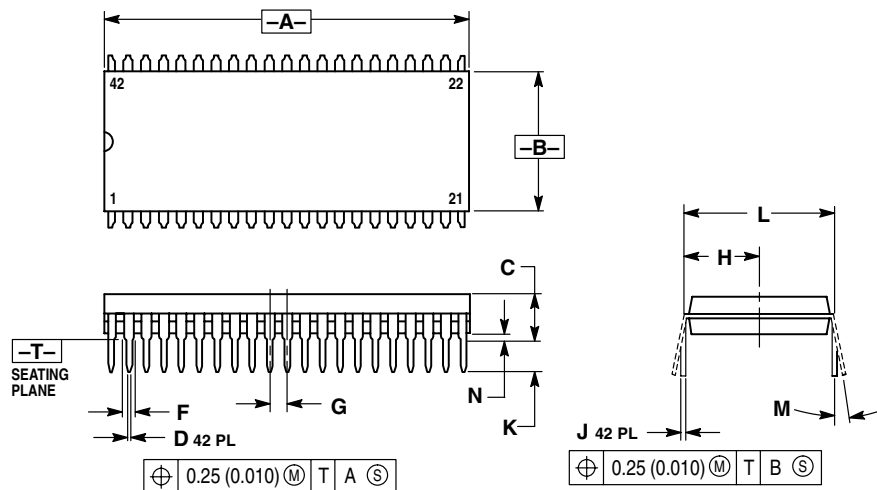 –A–
42 22
–B–
1 21
L
H
C
–T–
SEATING
PLANE
N
F
G
K
M
D 42 PL
J 42 PL
⌖ 0.25 (0.010) Ⓜ T A Ⓢ
⌖ 0.25 (0.010) Ⓜ T B Ⓢ